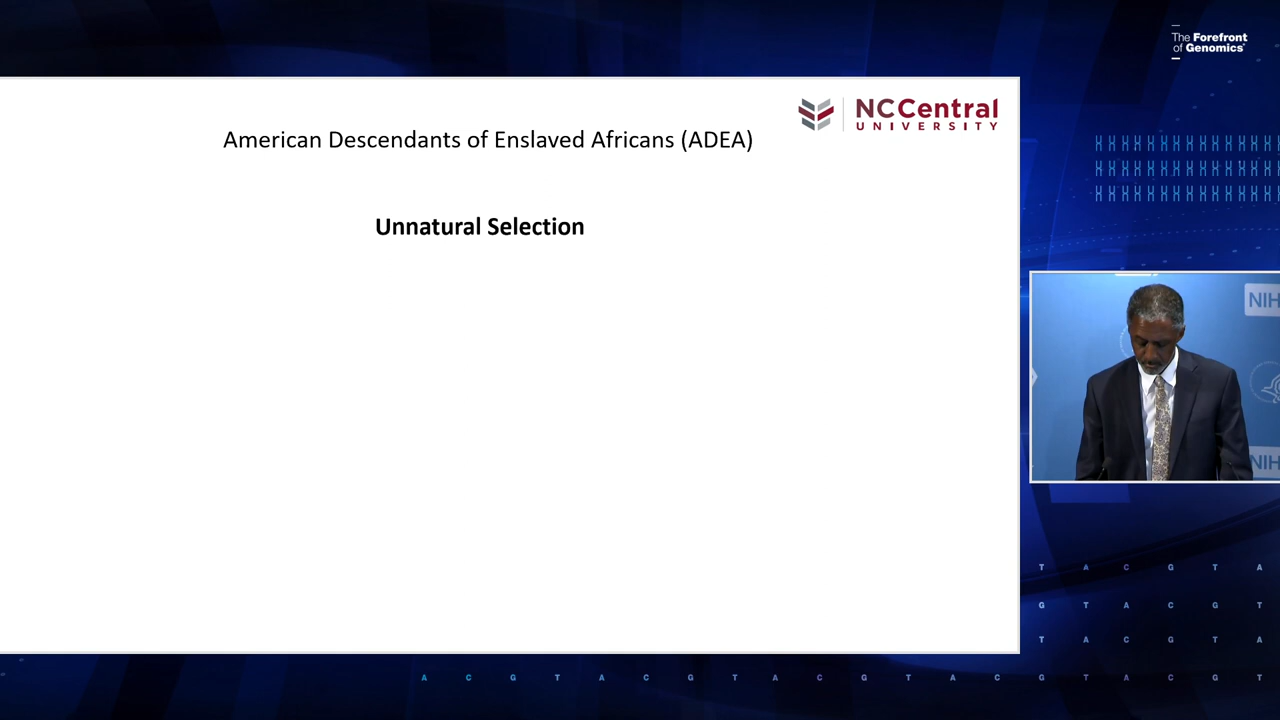 The Forefront
of Genomics®
NCCentral
UNIVERSITY
American Descendants of Enslaved Africans (ADEA)
Unnatural Selection
NIH
NIH
T A C G T A
G T A C G T
T A C G T A
A C G T A C G T A C G T A C G T A C G T